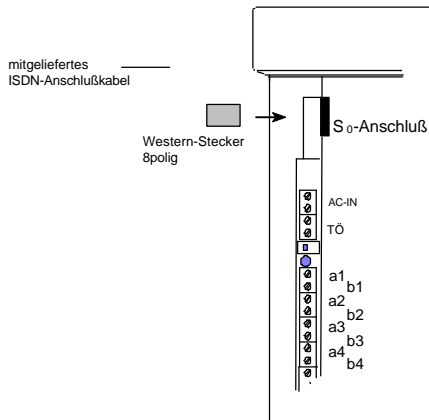 mitgeliefertes
ISDN-Anschlußkabel
S0-Anschluß
Western-Stecker
8polig
AC-IN
TÖ
a1
b1
a2
b2
a3
b3
a4
b4